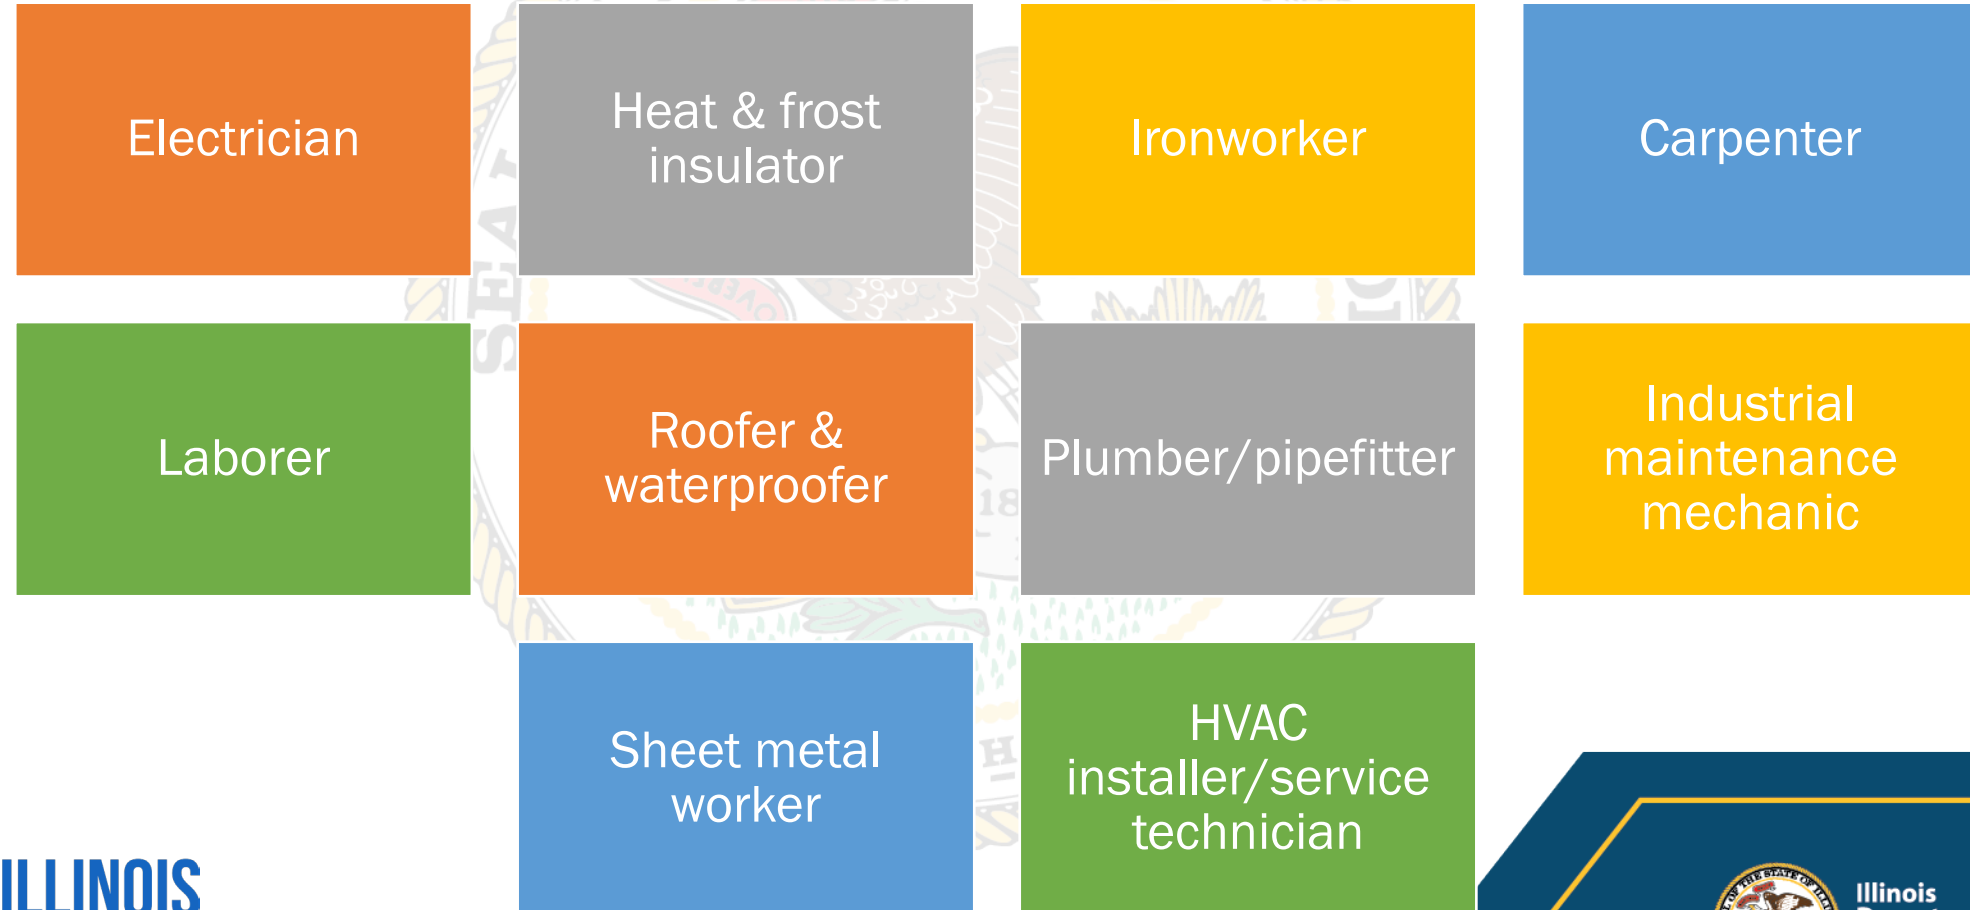 Electrician
Heat & frost
insulator
Ironworker
Carpenter
Laborer
Roofer &
waterproofer
Plumber/pipefitter
Industrial
maintenance
mechanic
Sheet metal
worker
HVAC
installer/service
technician
ILLINOIS
Illinois